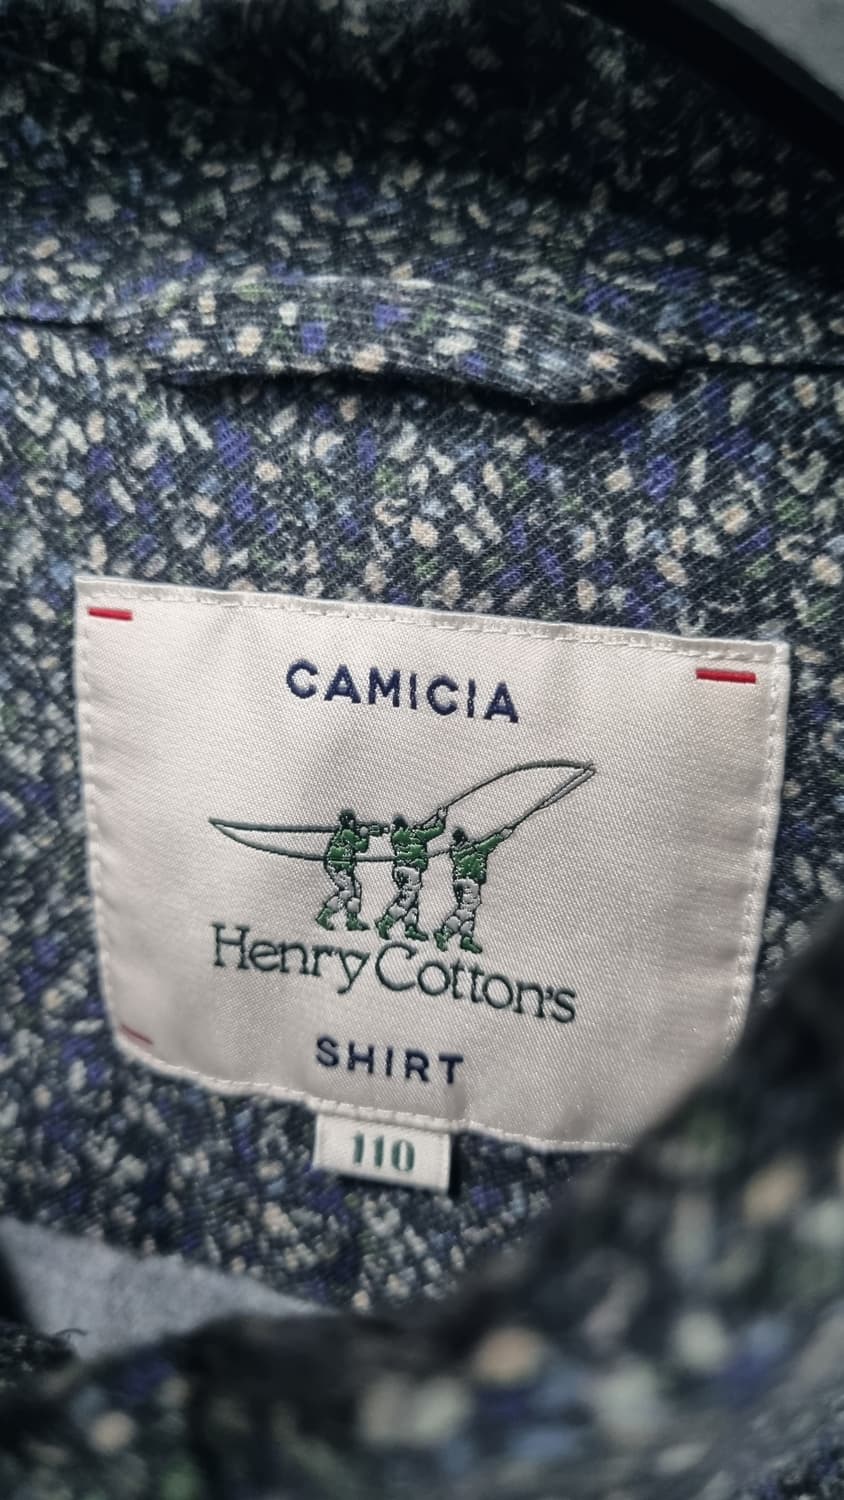 CAMICIA
Henry Cotton's
SHIRT
110